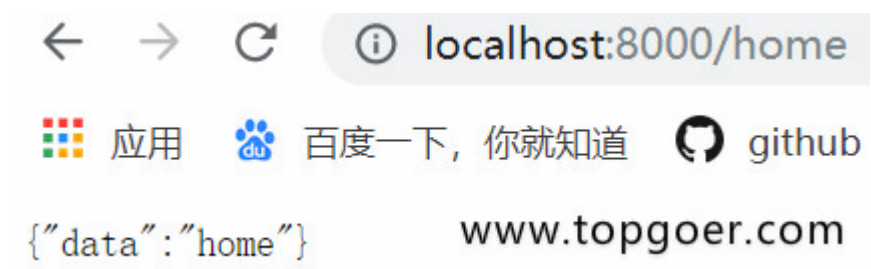 localhost:8000/home
应用 du 百度一下，你就知道 github
{"data":"home"} www.topgoer.com